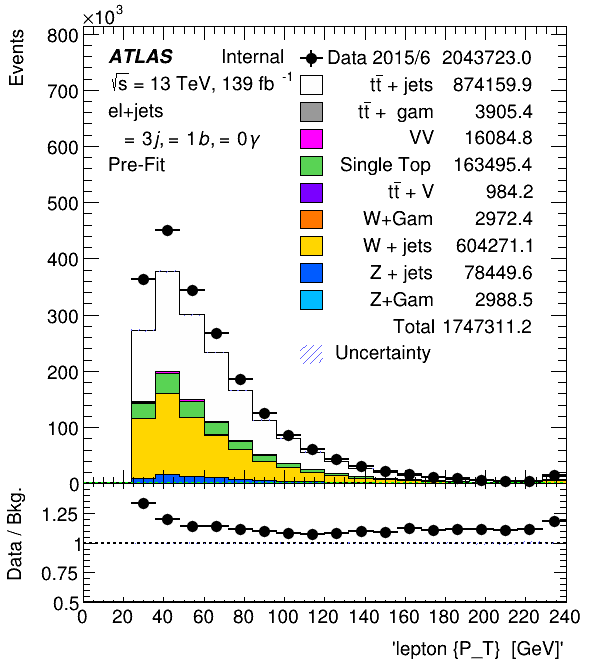 ×10³
Events
800
700
600
500
400
300
200
100
0
ATLAS Internal
√s = 13 TeV, 139 fb⁻¹
el+jets
= 3j, = 1b, = 0γ
Pre-Fit
Data 2015/6 2043723.0
tt̄ + jets 874159.9
tt̄ + gam 3905.4
VV 16084.8
Single Top 163495.4
tt̄ + V 984.2
W+Gam 2972.4
W + jets 604271.1
Z + jets 78449.6
Z+Gam 2988.5
Total 1747311.2
Uncertainty
Data / Bkg.
1.25
1
0.75
0.5
0 20 40 60 80 100 120 140 160 180 200 220 240
'lepton {P_T} [GeV]'